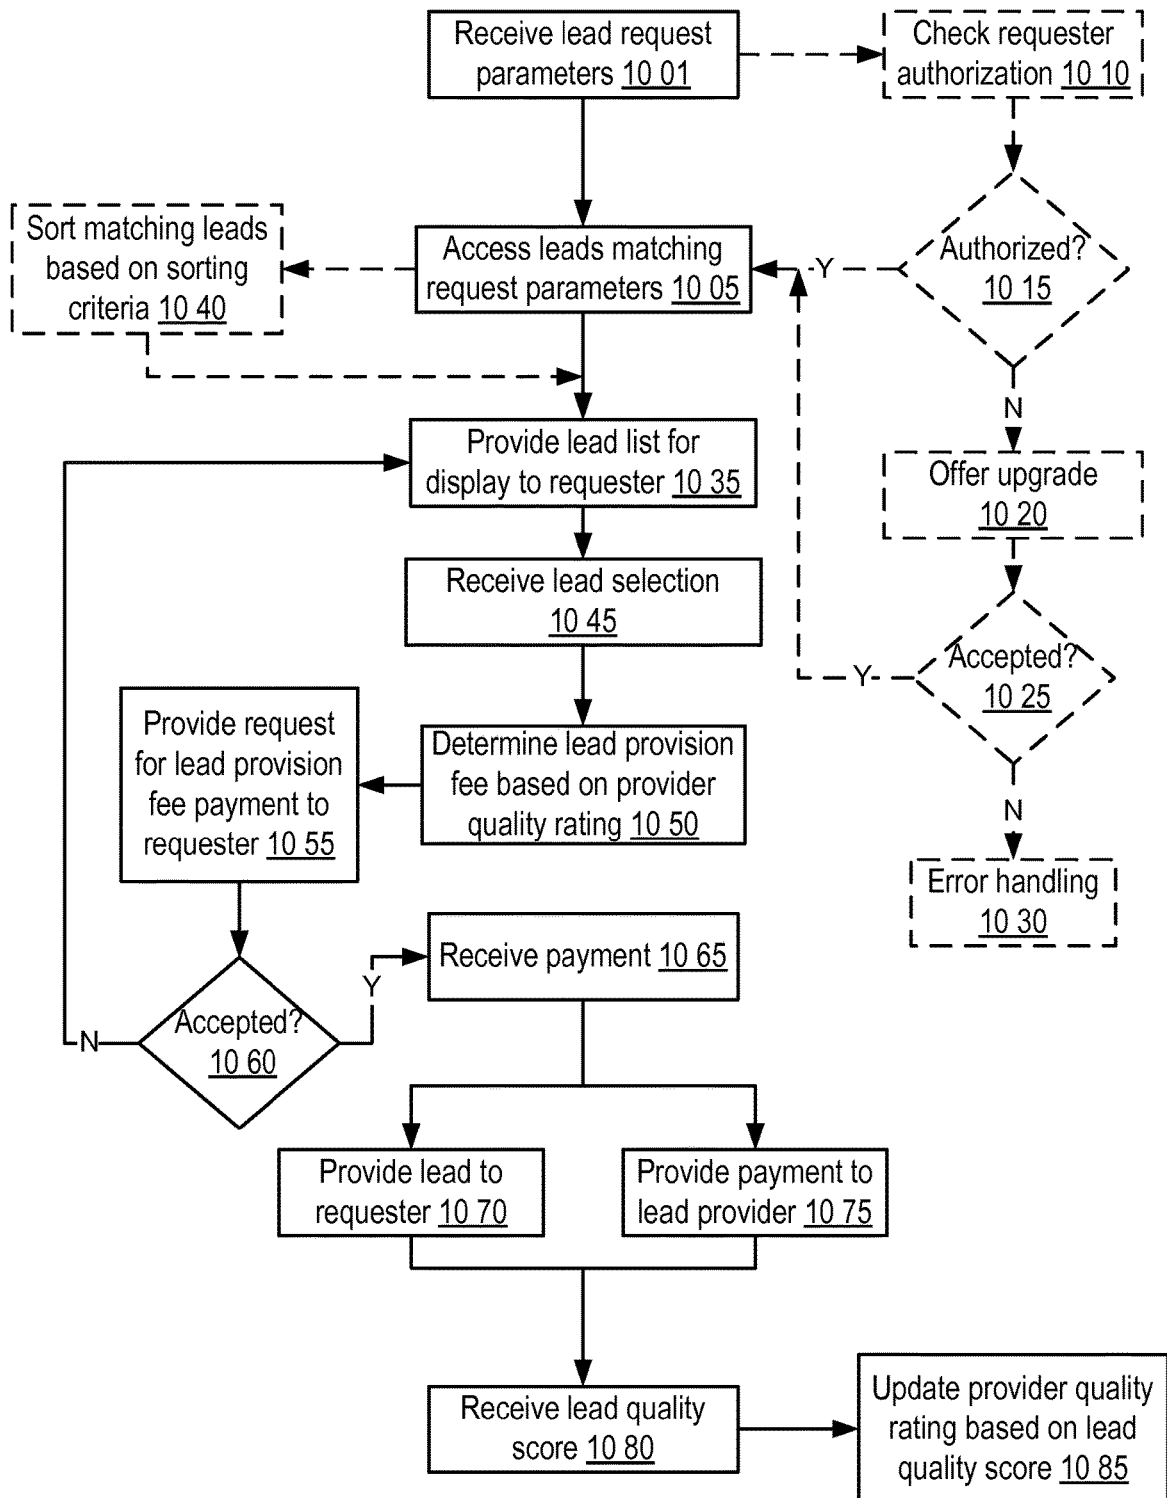 Receive lead request
parameters 10 01
Check requester
authorization 10 10
Sort matching leads
based on sorting
criteria 10 40
Access leads matching
request parameters 10 05
Y
Authorized?
10 15
N
Provide lead list for
display to requester 10 35
Offer upgrade
10 20
Receive lead selection
10 45
Y
Accepted?
10 25
Provide request
for lead provision
fee payment to
requester 10 55
Determine lead provision
fee based on provider
quality rating 10 50
N
Error handling
10 30
Receive payment 10 65
Y
N
Accepted?
10 60
Provide lead to
requester 10 70
Provide payment to
lead provider 10 75
Receive lead quality
score 10 80
Update provider quality
rating based on lead
quality score 10 85